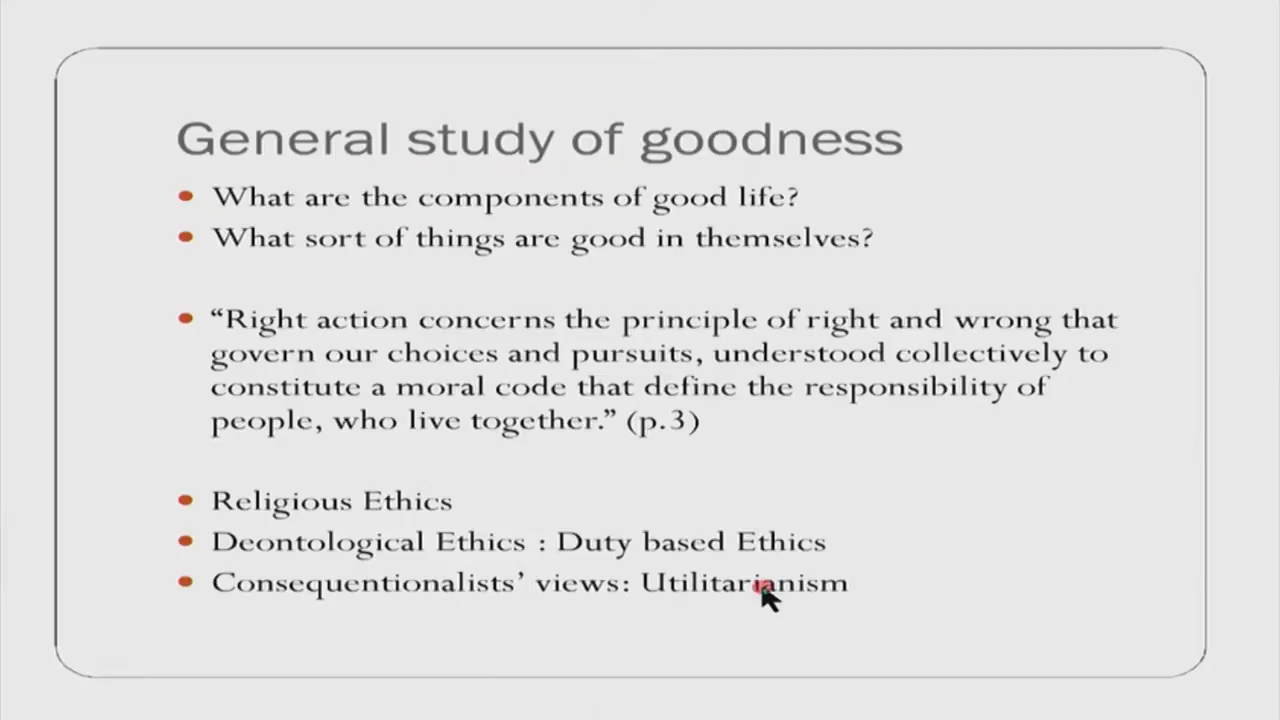 General study of goodness
What are the components of good life?
What sort of things are good in themselves?
“Right action concerns the principle of right and wrong that
govern our choices and pursuits, understood collectively to
constitute a moral code that define the responsibility of
people, who live together.” (p.3)
Religious Ethics
Deontological Ethics : Duty based Ethics
Consequentionalists’ views: Utilitarianism